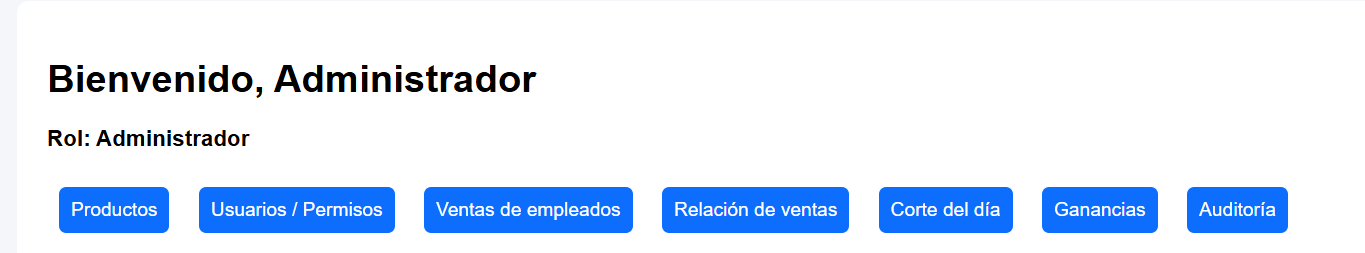 Bienvenido, Administrador
Rol: Administrador
Productos Usuarios / Permisos Ventas de empleados Relación de ventas Corte del día Ganancias Auditoría